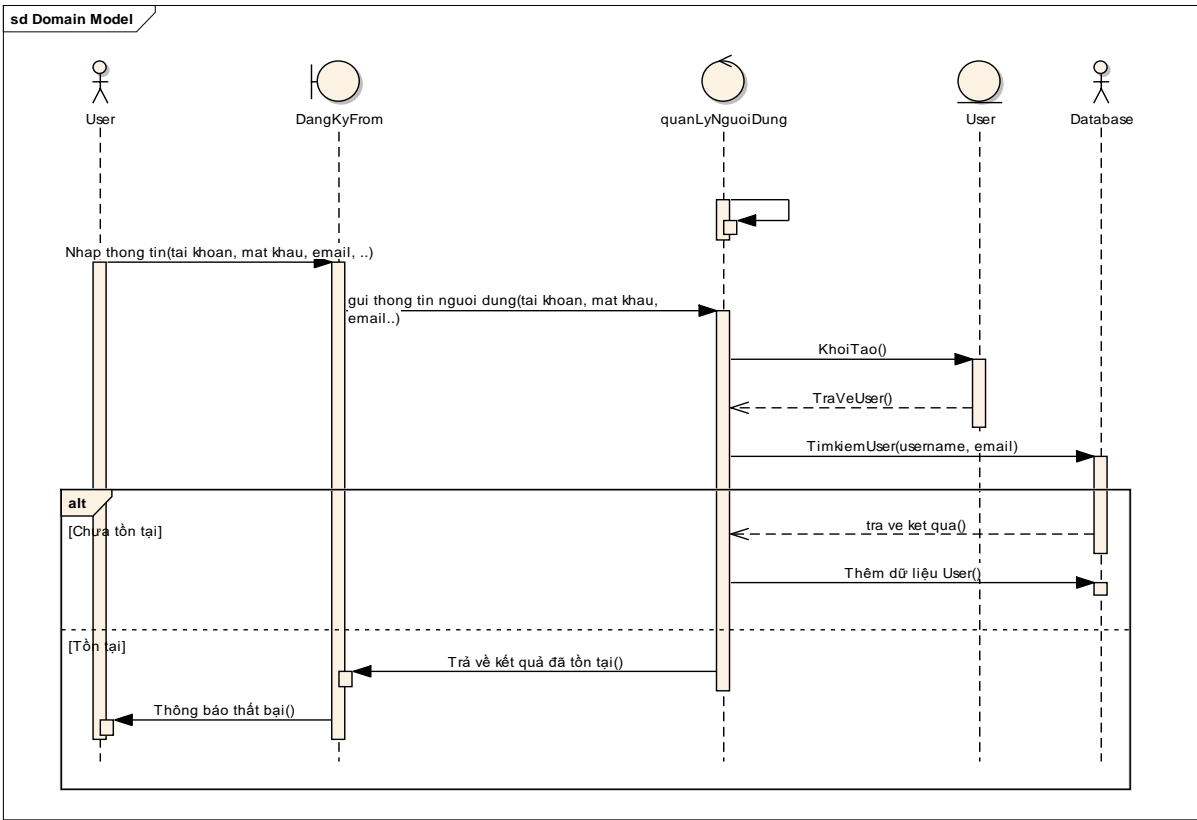 sd Domain Model
User
DangKyFrom
quanLyNguoiDung
User
Database
Nhap thong tin(tai khoan, mat khau, email, ..)
gui thong tin nguoi dung(tai khoan, mat khau,
email..)
KhoiTao()
TraVeUser()
TimkiemUser(username, email)
alt
[Chưa tồn tại]
tra ve ket qua()
Thêm dữ liệu User()
[Tồn tại]
Trả về kết quả đã tồn tại()
Thông báo thất bại()